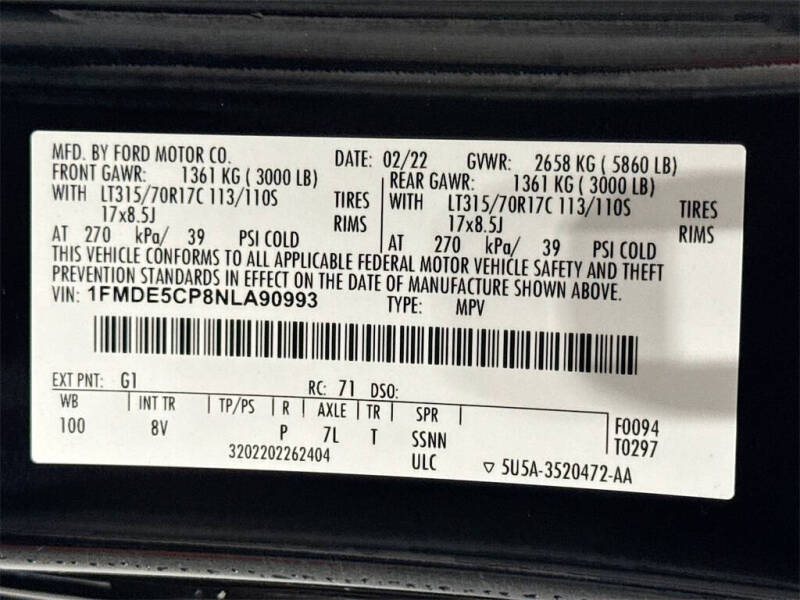 MFD. BY FORD MOTOR CO. DATE: 02/22 GVWR: 2658 KG ( 5860 LB)
FRONT GAWR: 1361 KG ( 3000 LB) REAR GAWR: 1361 KG ( 3000 LB)
WITH LT315/70R17C 113/110S TIRES WITH LT315/70R17C 113/110S TIRES
17x8.5J RIMS 17x8.5J RIMS
AT 270 kPa/ 39 PSI COLD AT 270 kPa/ 39 PSI COLD
THIS VEHICLE CONFORMS TO ALL APPLICABLE FEDERAL MOTOR VEHICLE SAFETY AND THEFT
PREVENTION STANDARDS IN EFFECT ON THE DATE OF MANUFACTURE SHOWN ABOVE.
VIN: 1FMDE5CP8NLA90993 TYPE: MPV
EXT PNT: G1 RC: 71 DSO:
WB INT TR TP/PS R AXLE TR SPR F0094
100 8V P 7L T SSNN T0297
3202202262404 ULC ▽ 5U5A-3520472-AA